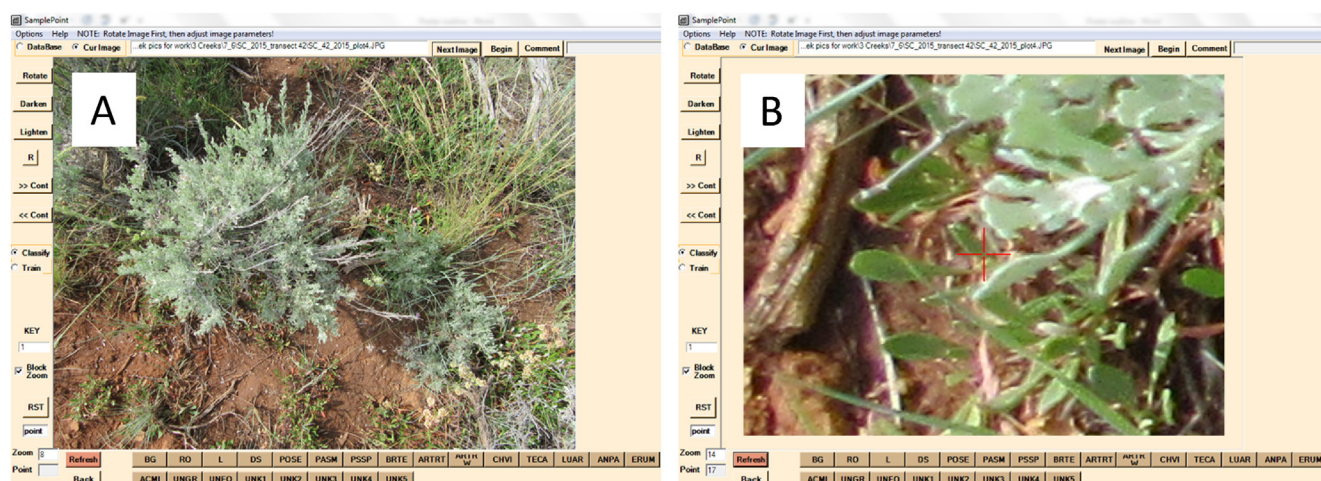 SamplePoint
Options Help NOTE: Rotate Image First, then adjust image parameters!
DataBase Cur Image ...ek pics for work\3 Creeks\7_6\SC_2015_transect 42\SC_42_2015_plot4.JPG Next Image Begin Comment
Rotate
A
Darken
Lighten
R
>> Cont
<< Cont
Classify
Train
KEY
1
Block
Zoom
RST
point
Zoom 8 Refresh BG RO L DS POSE PASM PSSP BRTE ARTRT ARTR W CHVI TECA LUAR ANPA ERUM
Point
Back ACMI UNGR UNFO UNK1 UNK2 UNK3 UNK4 UNK5
SamplePoint
Options Help NOTE: Rotate Image First, then adjust image parameters!
DataBase Cur Image ...ek pics for work\3 Creeks\7_6\SC_2015_transect 42\SC_42_2015_plot4.JPG Next Image Begin Comment
Rotate
B
Darken
Lighten
R
>> Cont
<< Cont
Classify
Train
KEY
1
Block
Zoom
RST
point
Zoom 14 Refresh BG RO L DS POSE PASM PSSP BRTE ARTRT ARTR W CHVI TECA LUAR ANPA ERUM
Point 17
Back ACMI UNGR UNFO UNK1 UNK2 UNK3 UNK4 UNK5